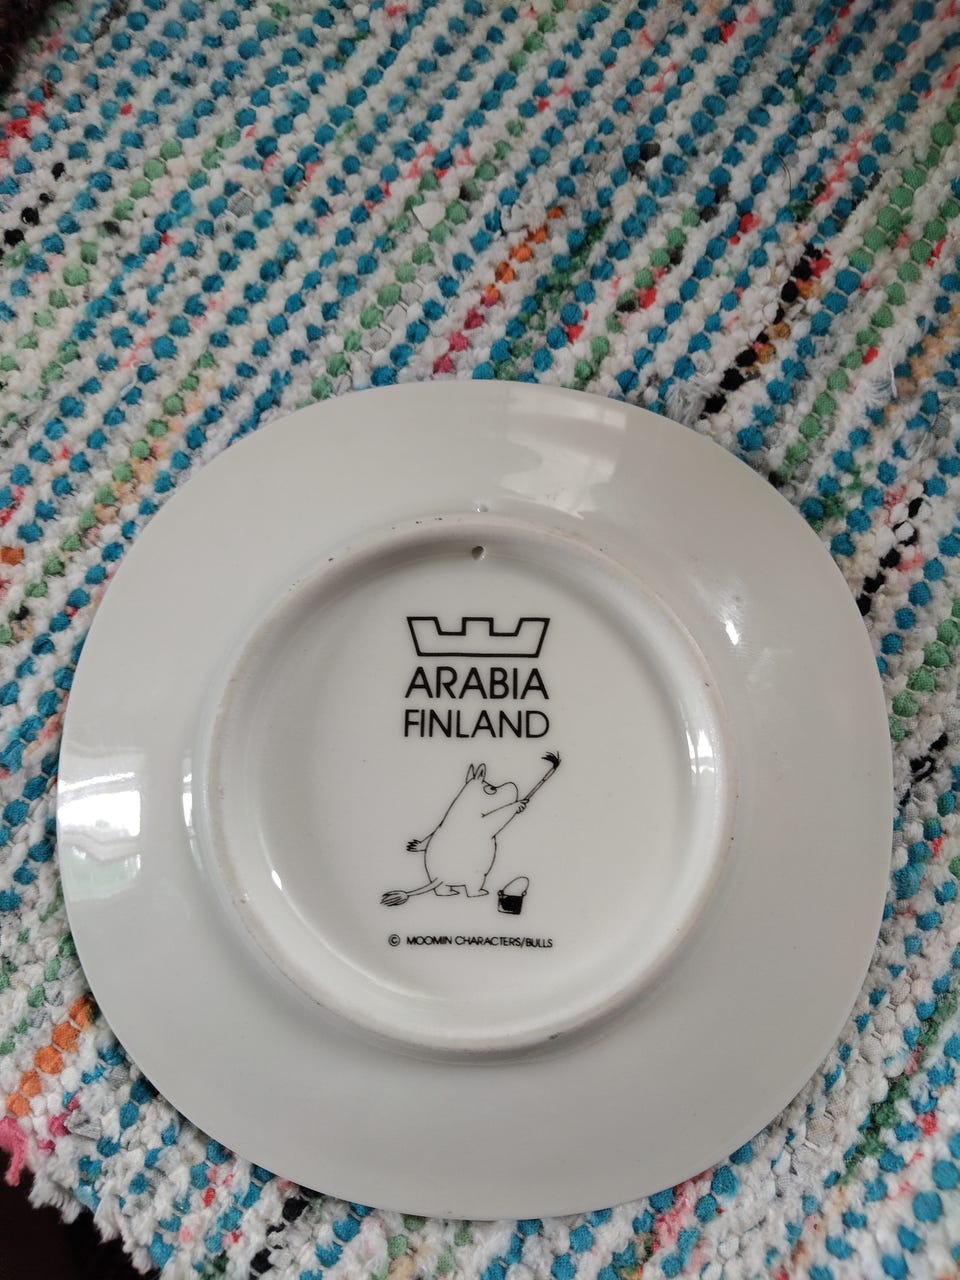 ARABIA
FINLAND
© MOOMIN CHARACTERS/BULLS